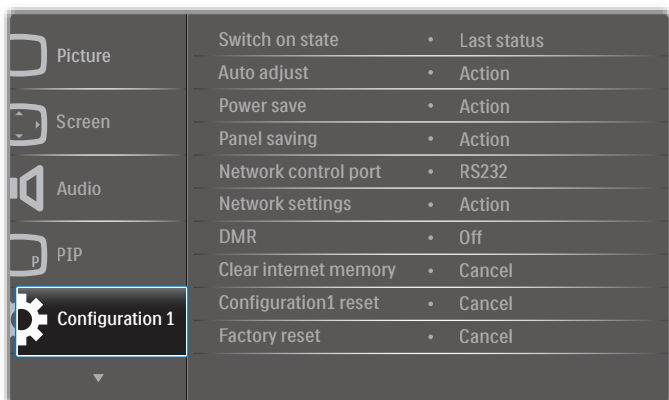 Picture
Screen
Audio
P
PIP
Configuration 1
Switch on state • Last status
Auto adjust • Action
Power save • Action
Panel saving • Action
Network control port • RS232
Network settings • Action
DMR • Off
Clear internet memory • Cancel
Configuration1 reset • Cancel
Factory reset • Cancel